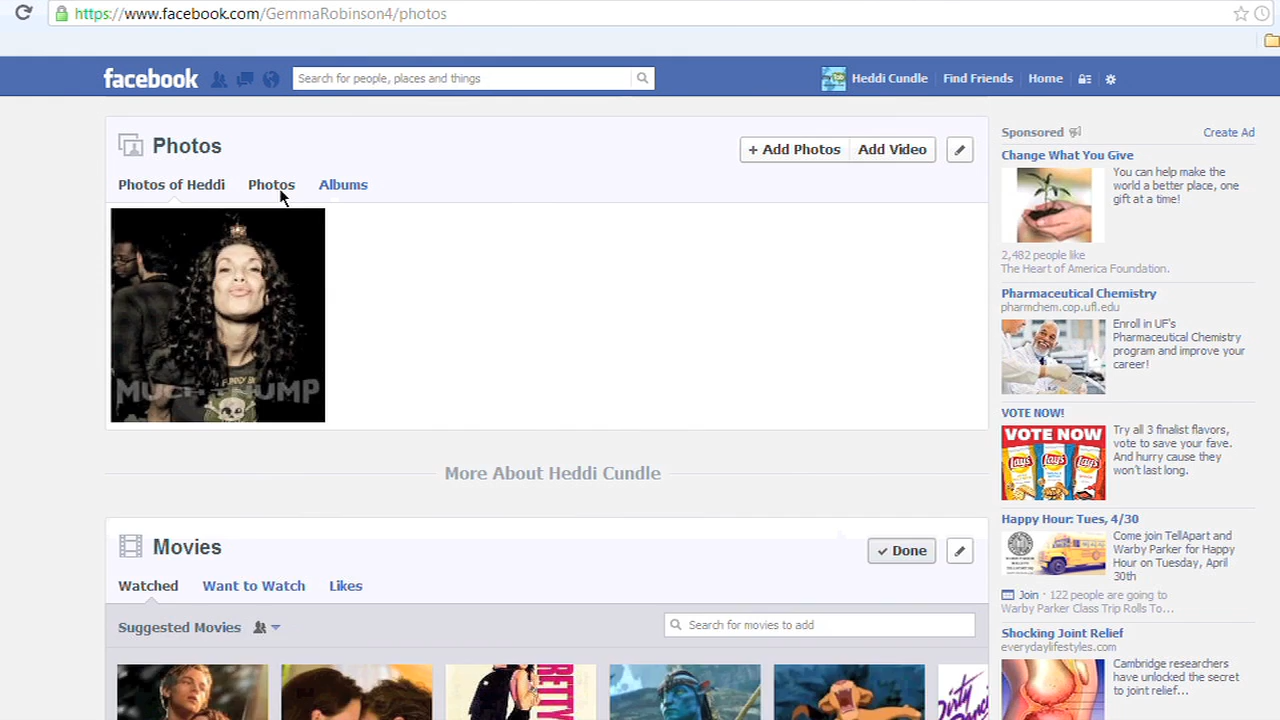 https://www.facebook.com/GemmaRobinson4/photos
facebook
Search for people, places and things
Heddi Cundle
Find Friends
Home
Photos
+ Add Photos
Add Video
Photos of Heddi
Photos
Albums
MUCH THUMP
More About Heddi Cundle
Movies
Done
Watched
Want to Watch
Likes
Suggested Movies
Search for movies to add
Sponsored
Create Ad
Change What You Give
You can help make the
world a better place, one
gift at a time!
2,482 people like
The Heart of America Foundation.
Pharmaceutical Chemistry
pharmchem.cop.ufl.edu
Enroll in UF's
Pharmaceutical Chemistry
program and improve your
career!
VOTE NOW!
VOTE NOW
Lay's
Lay's
Lay's
Try all 3 finalist flavors,
vote to save your fave.
And hurry cause they
won't last long.
Happy Hour: Tues, 4/30
Come join TellApart and
Warby Parker for Happy
Hour on Tuesday, April
30th
Join · 122 people are going to
Warby Parker Class Trip Rolls To...
Shocking Joint Relief
everydaylifestyles.com
Cambridge researchers
have unlocked the secret
to joint relief...